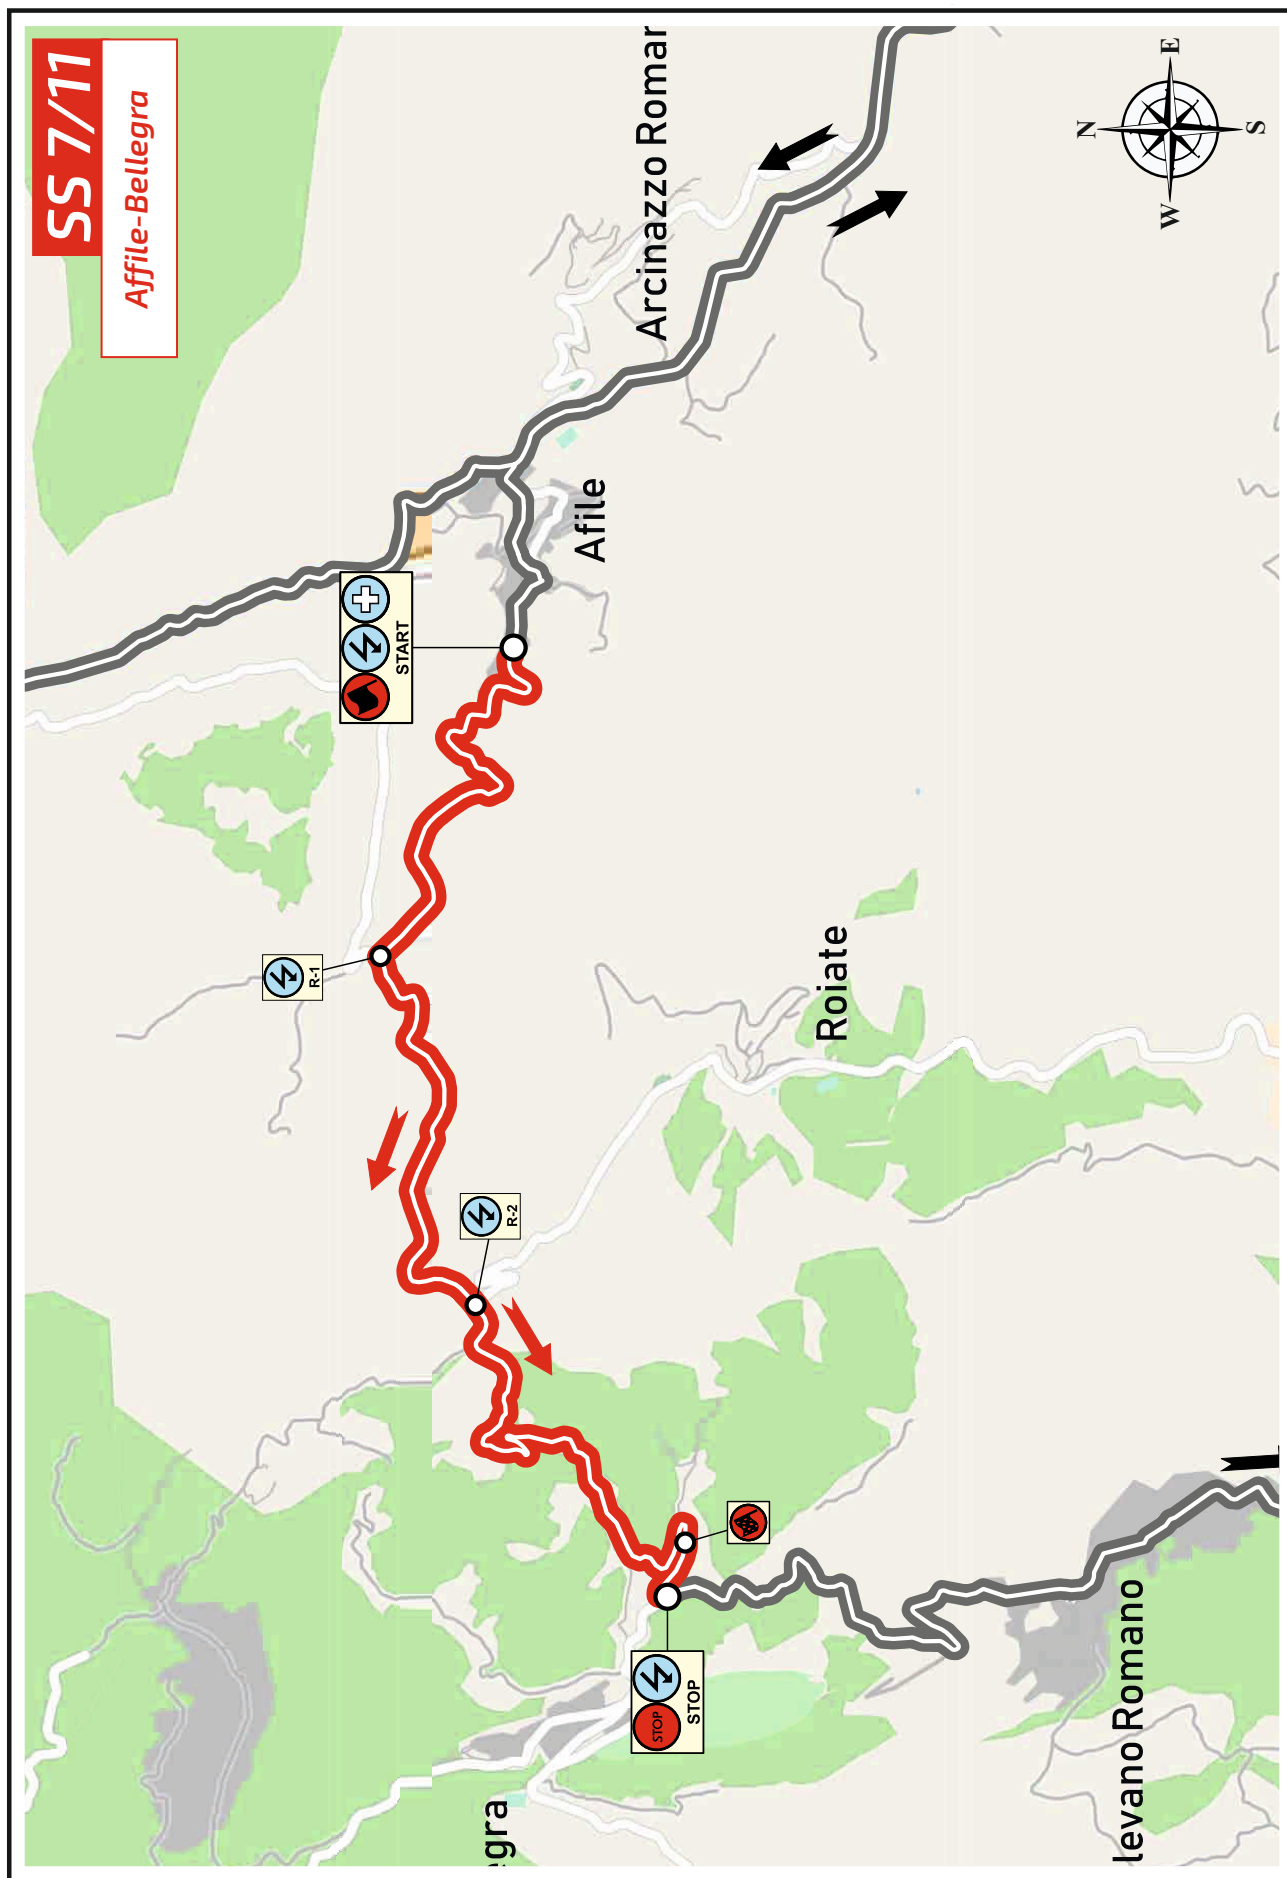 SS 7/11
Affile-Bellegra
Arcinazzo Romar
N
E
S
W
Afile
START
R-1
Roiate
R-2
STOP
STOP
egra
levano Romano